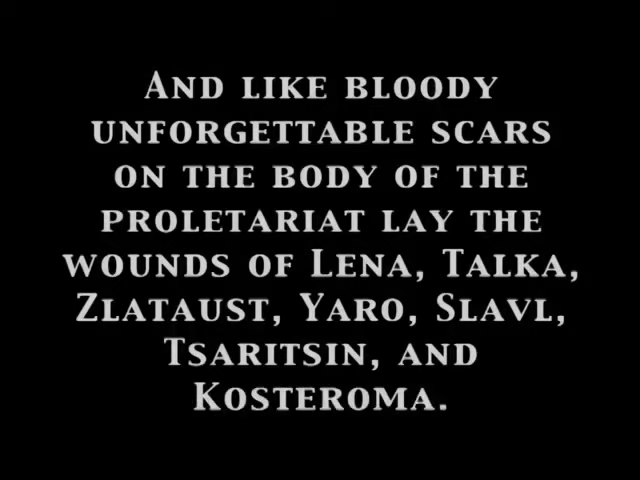 And like bloody
unforgettable scars
on the body of the
proletariat lay the
wounds of Lena, Talka,
Zlataust, Yaro, Slavl,
Tsaritsin, and
Kosteroma.